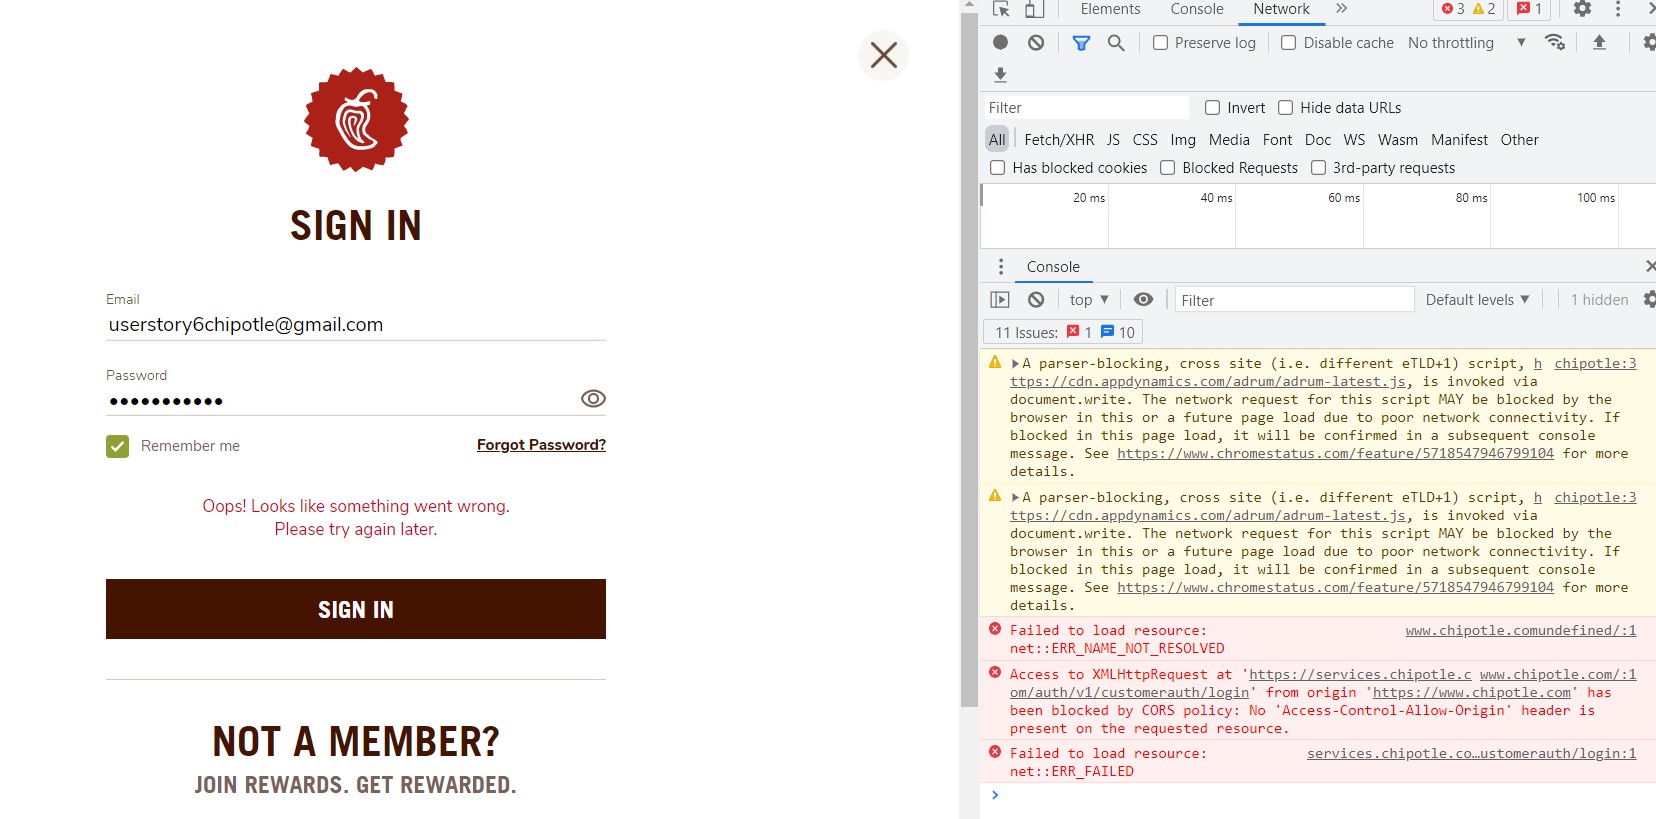 SIGN IN
Email
userstory6chipotle@gmail.com
Password
•••••••••••
Remember me
Forgot Password?
Oops! Looks like something went wrong.
Please try again later.
SIGN IN
NOT A MEMBER?
JOIN REWARDS. GET REWARDED.
Elements Console Network » 3 2 1
Preserve log Disable cache No throttling ▼
Filter Invert Hide data URLs
All Fetch/XHR JS CSS Img Media Font Doc WS Wasm Manifest Other
Has blocked cookies Blocked Requests 3rd-party requests
20 ms 40 ms 60 ms 80 ms 100 ms
Console
top ▼ Filter Default levels ▼ 1 hidden
11 Issues: 1 10
A parser-blocking, cross site (i.e. different eTLD+1) script, h chipotle:3
ttps://cdn.appdynamics.com/adrum/adrum-latest.js, is invoked via
document.write. The network request for this script MAY be blocked by the
browser in this or a future page load due to poor network connectivity. If
blocked in this page load, it will be confirmed in a subsequent console
message. See https://www.chromestatus.com/feature/5718547946799104 for more
details.
A parser-blocking, cross site (i.e. different eTLD+1) script, h chipotle:3
ttps://cdn.appdynamics.com/adrum/adrum-latest.js, is invoked via
document.write. The network request for this script MAY be blocked by the
browser in this or a future page load due to poor network connectivity. If
blocked in this page load, it will be confirmed in a subsequent console
message. See https://www.chromestatus.com/feature/5718547946799104 for more
details.
Failed to load resource: www.chipotle.comundefined/:1
net::ERR_NAME_NOT_RESOLVED
Access to XMLHttpRequest at 'https://services.chipotle.c www.chipotle.com/:1
om/auth/v1/customerauth/login' from origin 'https://www.chipotle.com' has
been blocked by CORS policy: No 'Access-Control-Allow-Origin' header is
present on the requested resource.
Failed to load resource: services.chipotle.co…ustomerauth/login:1
net::ERR_FAILED